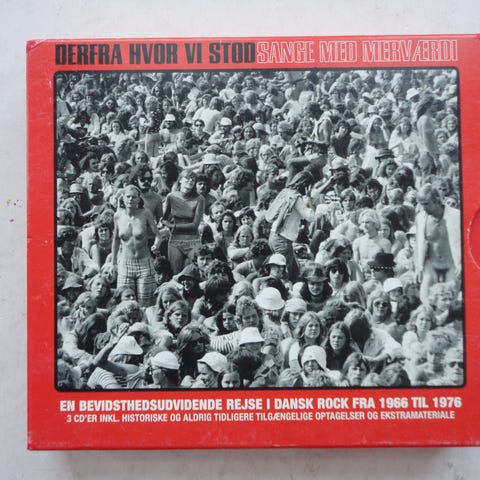 DERFRA HVOR VI STOD SANGE MED MERVÆRDI
EN BEVIDSTHEDSUDVIDENDE REJSE I DANSK ROCK FRA 1966 TIL 1976
3 CD'ER INKL. HISTORISKE OG ALDRIG TIDLIGERE TILGÆNGELIGE OPTAGELSER OG EKSTRAMATERIALE